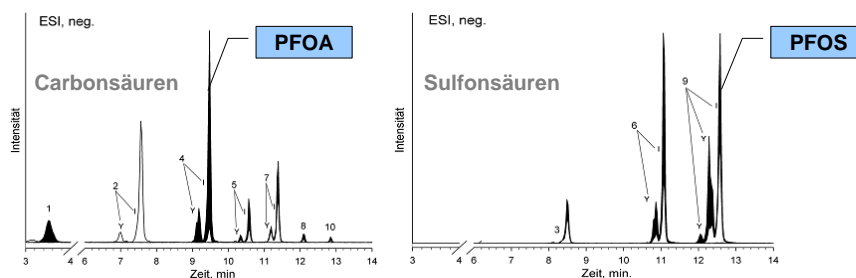 ESI, neg.
PFOA
Carbonsäuren
Intensität
1
2
Y
I
4
Y
I
5
Y
I
7
Y
I
8
10
3 4 6 7 8 9 10 11 12 13 14
Zeit, min
ESI, neg.
PFOS
Sulfonsäuren
Intensität
3
6
Y
I
9
Y
Y
I
3 4 6 7 8 9 10 11 12 13 14
Zeit, min.